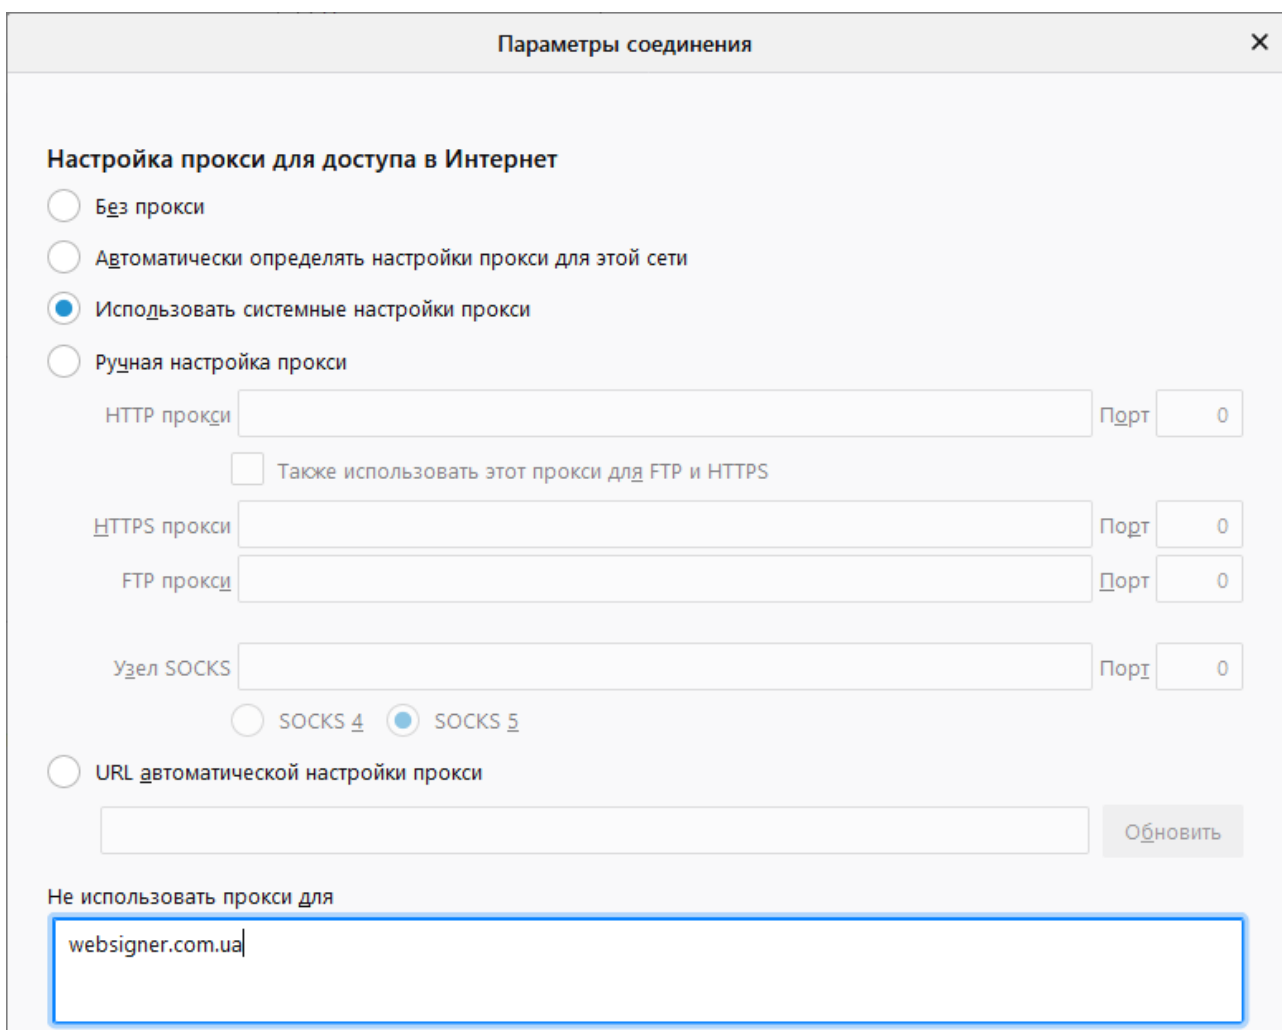 Параметры соединения
Настройка прокси для доступа в Интернет
Без прокси
Автоматически определять настройки прокси для этой сети
Использовать системные настройки прокси
Ручная настройка прокси
HTTP прокси Порт 0
Также использовать этот прокси для FTP и HTTPS
HTTPS прокси Порт 0
FTP прокси Порт 0
Узел SOCKS Порт 0
SOCKS 4 SOCKS 5
URL автоматической настройки прокси
Обновить
Не использовать прокси для
websigner.com.ua